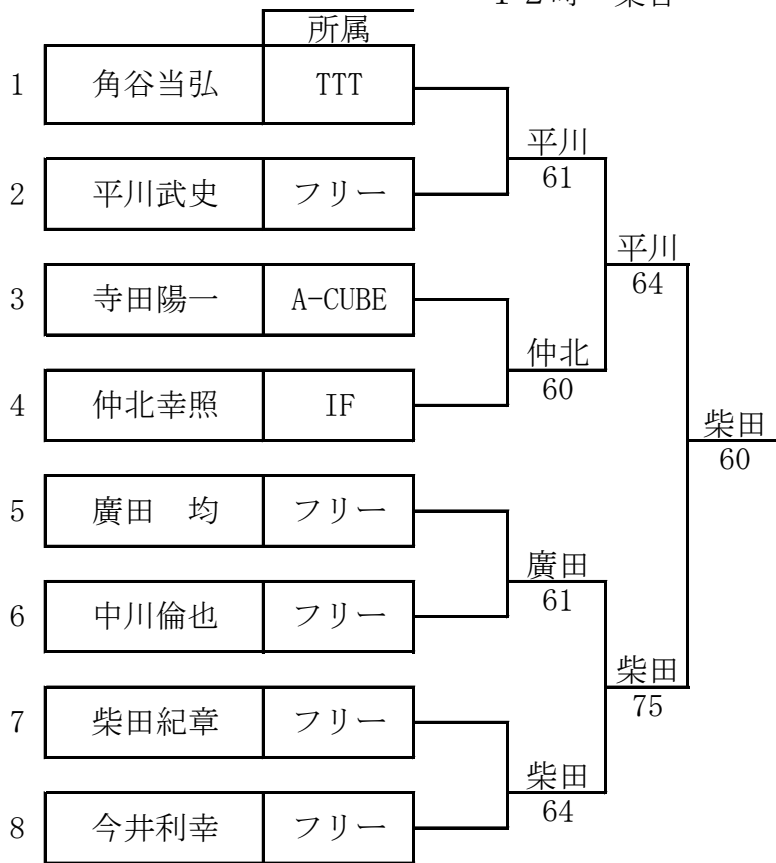 所属
1 角谷当弘 TTT
平川
61
2 平川武史 フリー
平川
64
3 寺田陽一 A-CUBE
仲北
60
4 仲北幸照 IF
柴田
60
5 廣田 均 フリー
廣田
61
6 中川倫也 フリー
柴田
75
7 柴田紀章 フリー
柴田
64
8 今井利幸 フリー